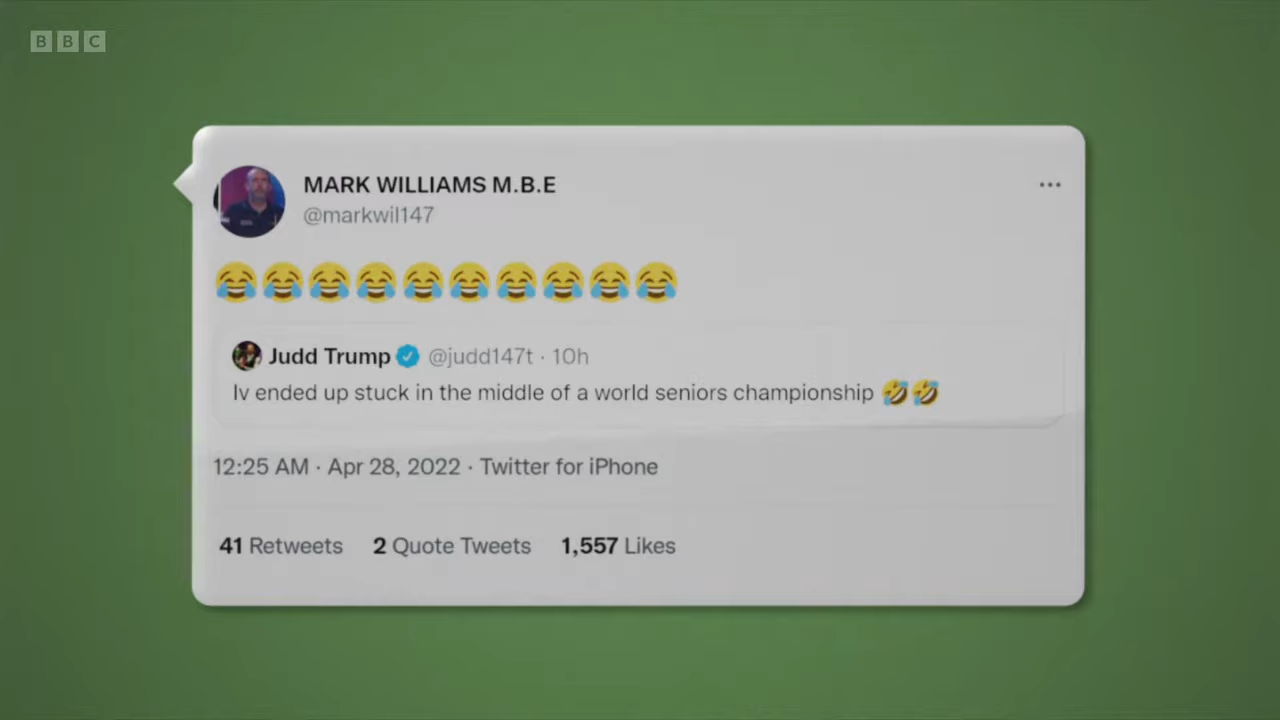 BBC
MARK WILLIAMS M.B.E
@markwil147
😂😂😂😂😂😂😂😂😂😂
Judd Trump @judd147t · 10h
Iv ended up stuck in the middle of a world seniors championship 🤣🤣
12:25 AM · Apr 28, 2022 · Twitter for iPhone
41 Retweets 2 Quote Tweets 1,557 Likes